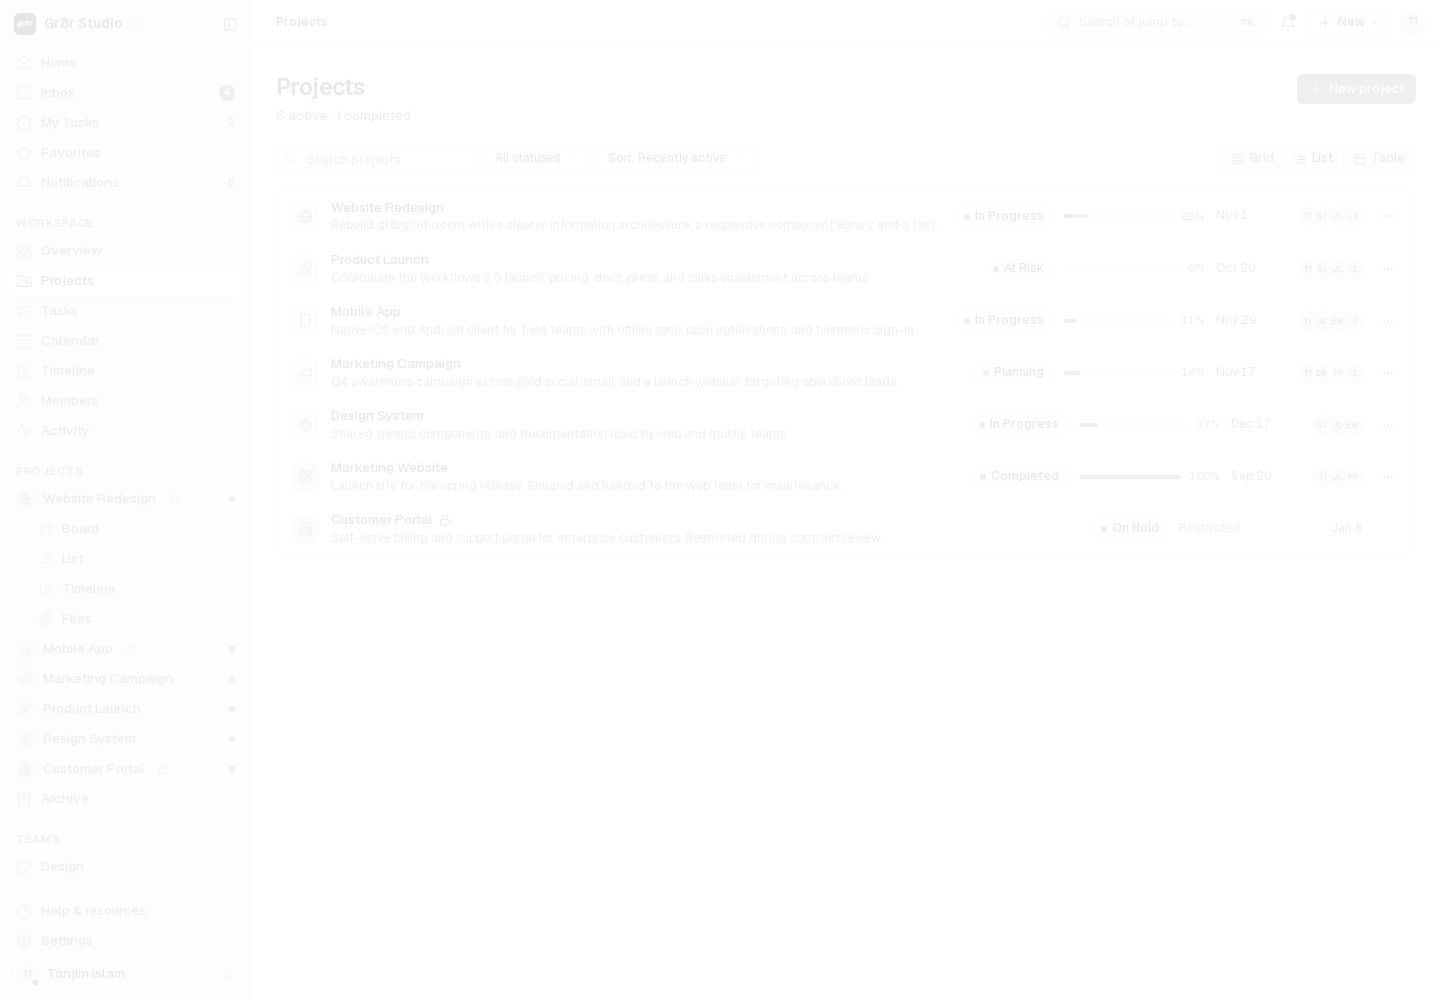 Gr8r Studio
Home
Inbox 4
My Tasks 2
Favorites
Notifications 6
WORKSPACE
Overview
Projects
Tasks
Calendar
Timeline
Members
Activity
PROJECTS
Website Redesign
Board
List
Timeline
Files
Mobile App
Marketing Campaign
Product Launch
Design System
Customer Portal
Archive
TEAMS
Design
Help & resources
Settings
TI Tanjim Islam
Projects
Search or jump to... ⌘K
New
TI
Projects
New project
6 active · 1 completed
Search projects
All statuses
Sort: Recently active
Grid
List
Table
Website Redesign
Rebuild gr8rstudio.com with a clearer information architecture, a responsive component library, and a fast...
In Progress 22% Nov 1
Product Launch
Coordinate the Workflows 2.0 launch: pricing, docs, press, and sales enablement across teams.
At Risk 0% Oct 20
Mobile App
Native iOS and Android client for field teams with offline sync, push notifications, and biometric sign-in.
In Progress 11% Nov 29
Marketing Campaign
Q4 awareness campaign across paid social, email, and a launch webinar targeting operations leads.
Planning 14% Nov 17
Design System
Shared tokens, components, and documentation used by web and mobile teams.
In Progress 17% Dec 17
Marketing Website
Launch site for the spring release. Shipped and handed to the web team for maintenance.
Completed 100% Sep 20
Customer Portal
Self-serve billing and support portal for enterprise customers. Restricted during contract review.
On Hold Restricted Jan 6